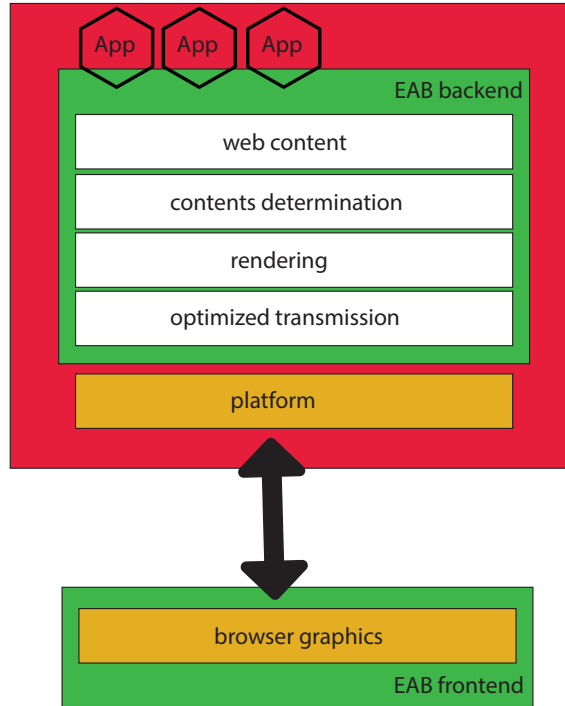 App App App
EAB backend
web content
contents determination
rendering
optimized transmission
platform
browser graphics
EAB frontend